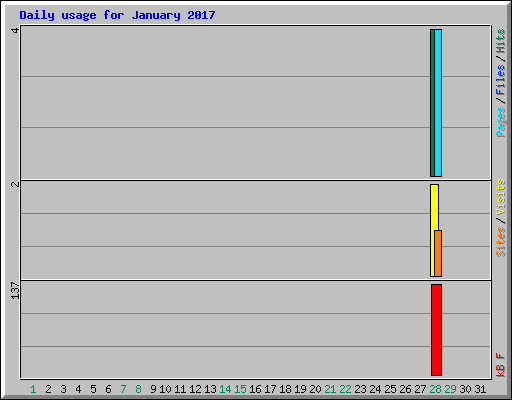 Daily usage for January 2017
4
Pages / Files / Hits
2
Sites / Visits
137
kB F
1 2 3 4 5 6 7 8 9 10 11 12 13 14 15 16 17 18 19 20 21 22 23 24 25 26 27 28 29 30 31